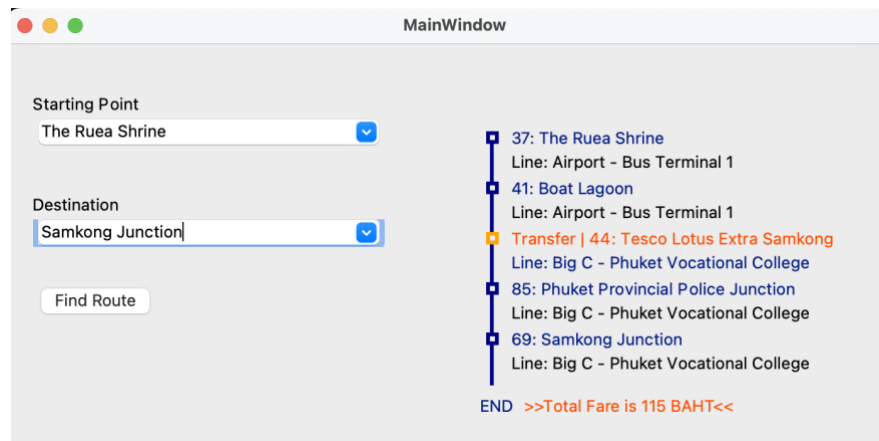 MainWindow
Starting Point
The Ruea Shrine
Destination
Samkong Junction
Find Route
37: The Ruea Shrine
Line: Airport - Bus Terminal 1
41: Boat Lagoon
Line: Airport - Bus Terminal 1
Transfer | 44: Tesco Lotus Extra Samkong
Line: Big C - Phuket Vocational College
85: Phuket Provincial Police Junction
Line: Big C - Phuket Vocational College
69: Samkong Junction
Line: Big C - Phuket Vocational College
END >>Total Fare is 115 BAHT<<